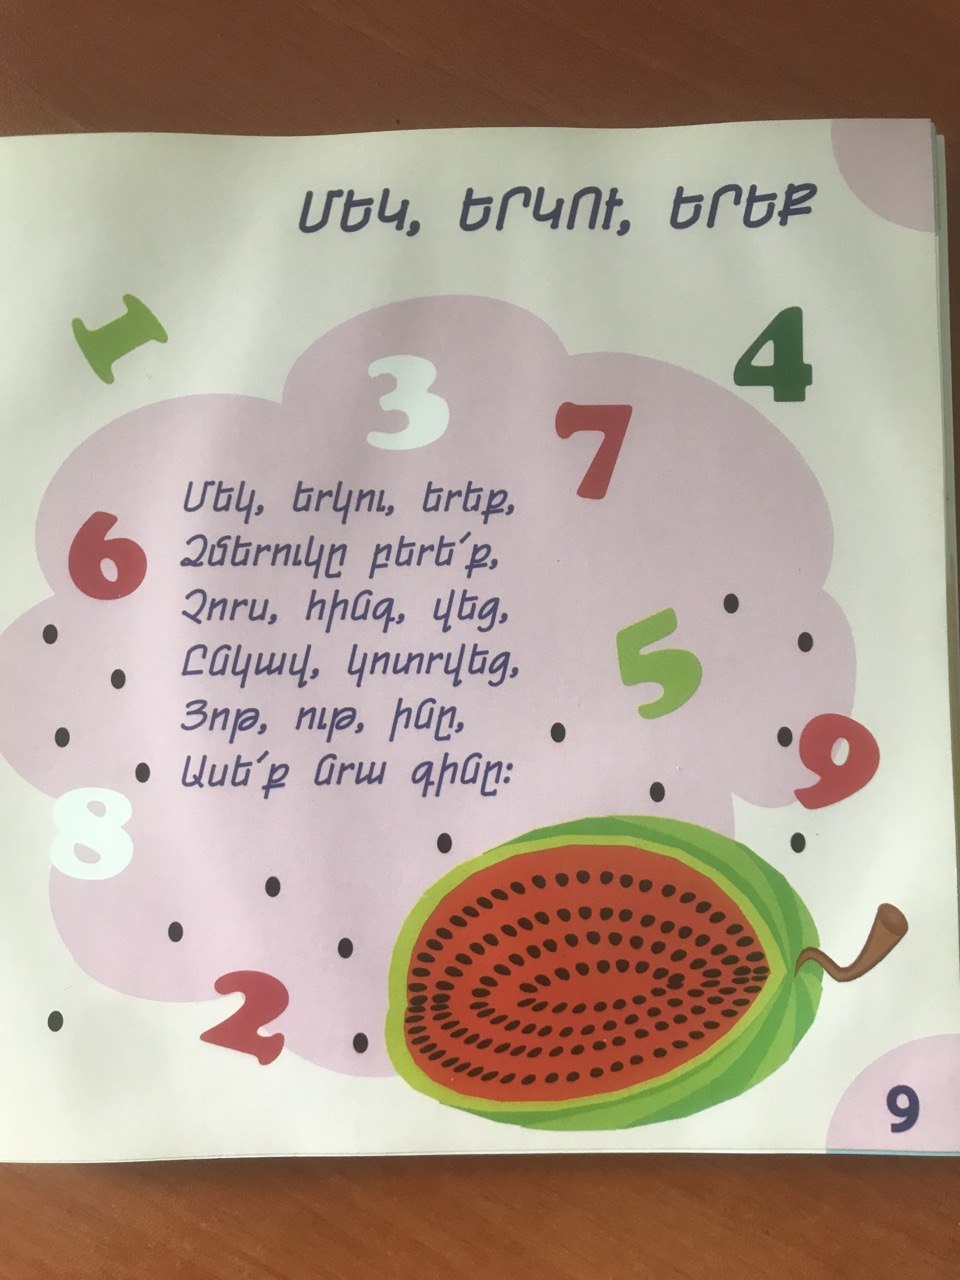 ՄԵԿ, ԵՐԿՈՒ, ԵՐԵՔ
1
3
4
7
Մեկ, երկու, երեք,
6
Ձմերուկը բերե՛ք,
Չորս, հինգ, վեց,
5
Ընկավ, կոտրվեց,
Յոթ, ութ, ինը,
9
Ասե՛ք նրա գինը:
8
2
9